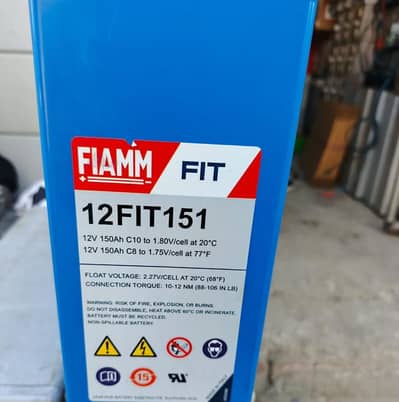 FIAMM
FIT
12FIT151
12V 150Ah C10 to 1.80V/cell at 20°C
12V 150Ah C8 to 1.75V/cell at 77°F
FLOAT VOLTAGE: 2.27V/CELL AT 20°C (68°F)
CONNECTION TORQUE: 10-12 NM (88-106 IN LB)
WARNING: RISK OF FIRE, EXPLOSION, OR BURNS.
DO NOT DISASSEMBLE, HEAT ABOVE 60°C OR INCINERATE.
BATTERY MUST BE RECYCLED.
NON-SPILLABLE BATTERY.
15